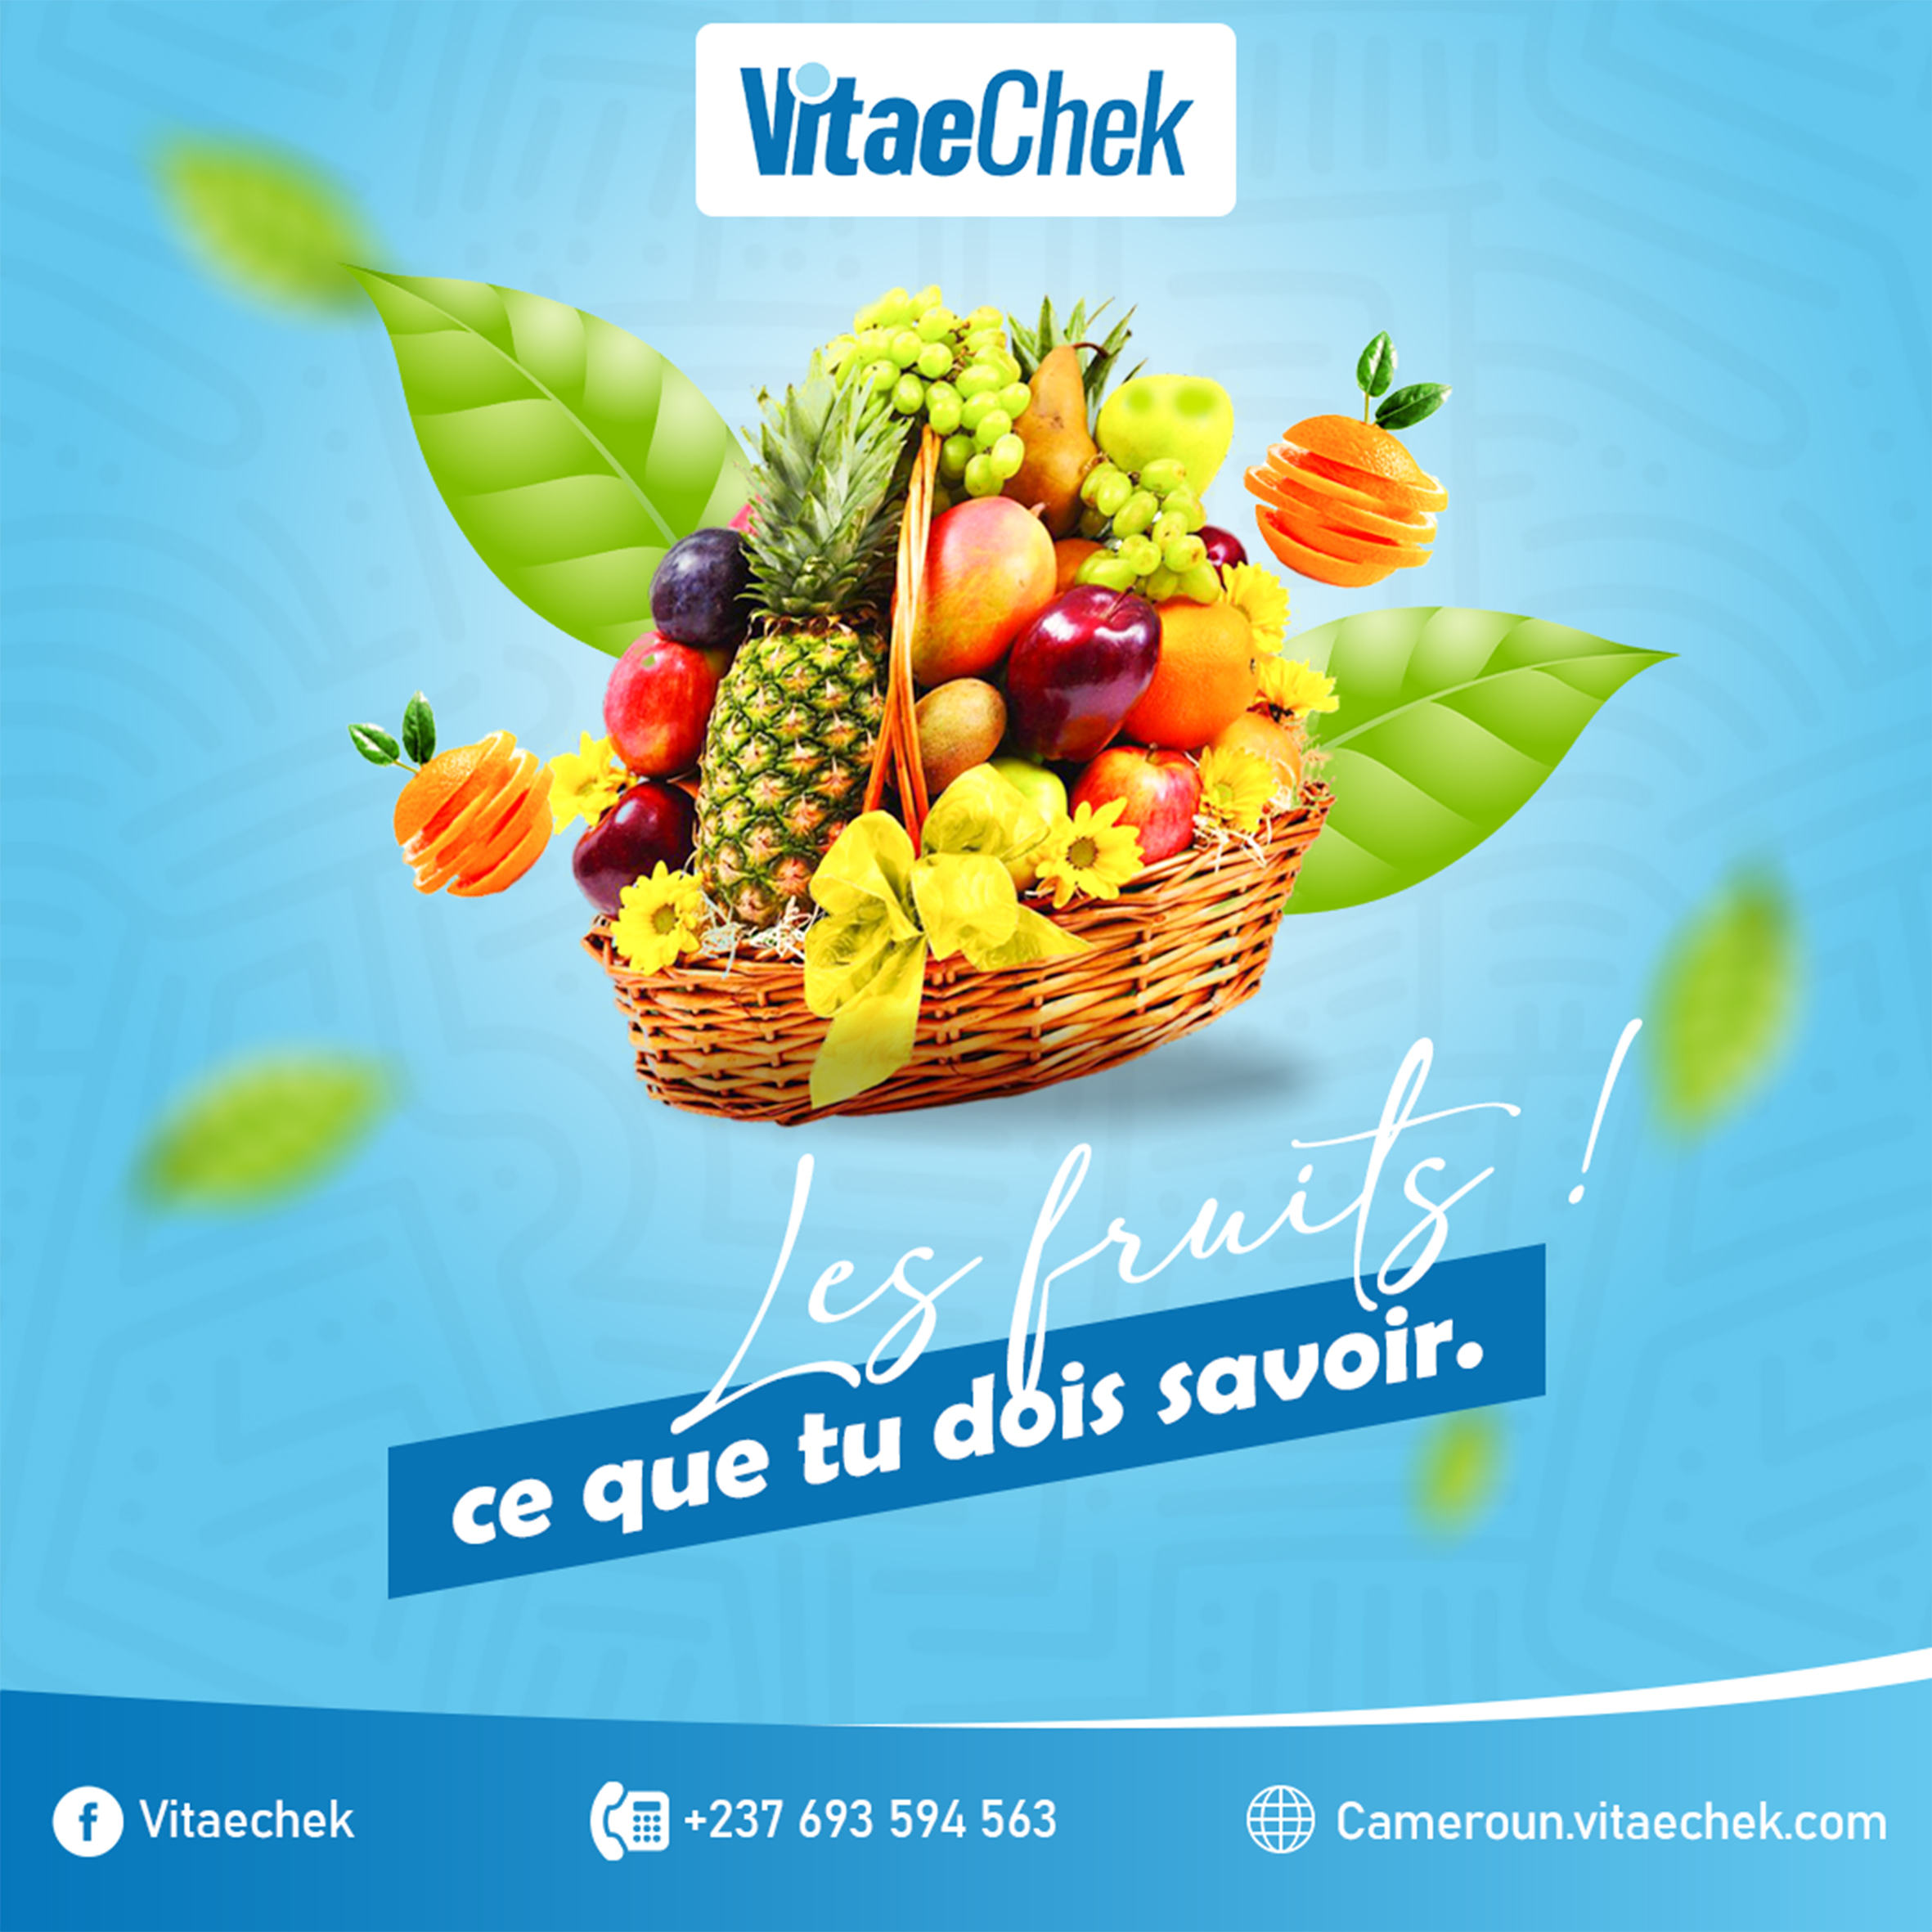 VitaeChek
Les fruits !
ce que tu dois savoir.
Vitaechek
+237 693 594 563
Cameroun.vitaechek.com